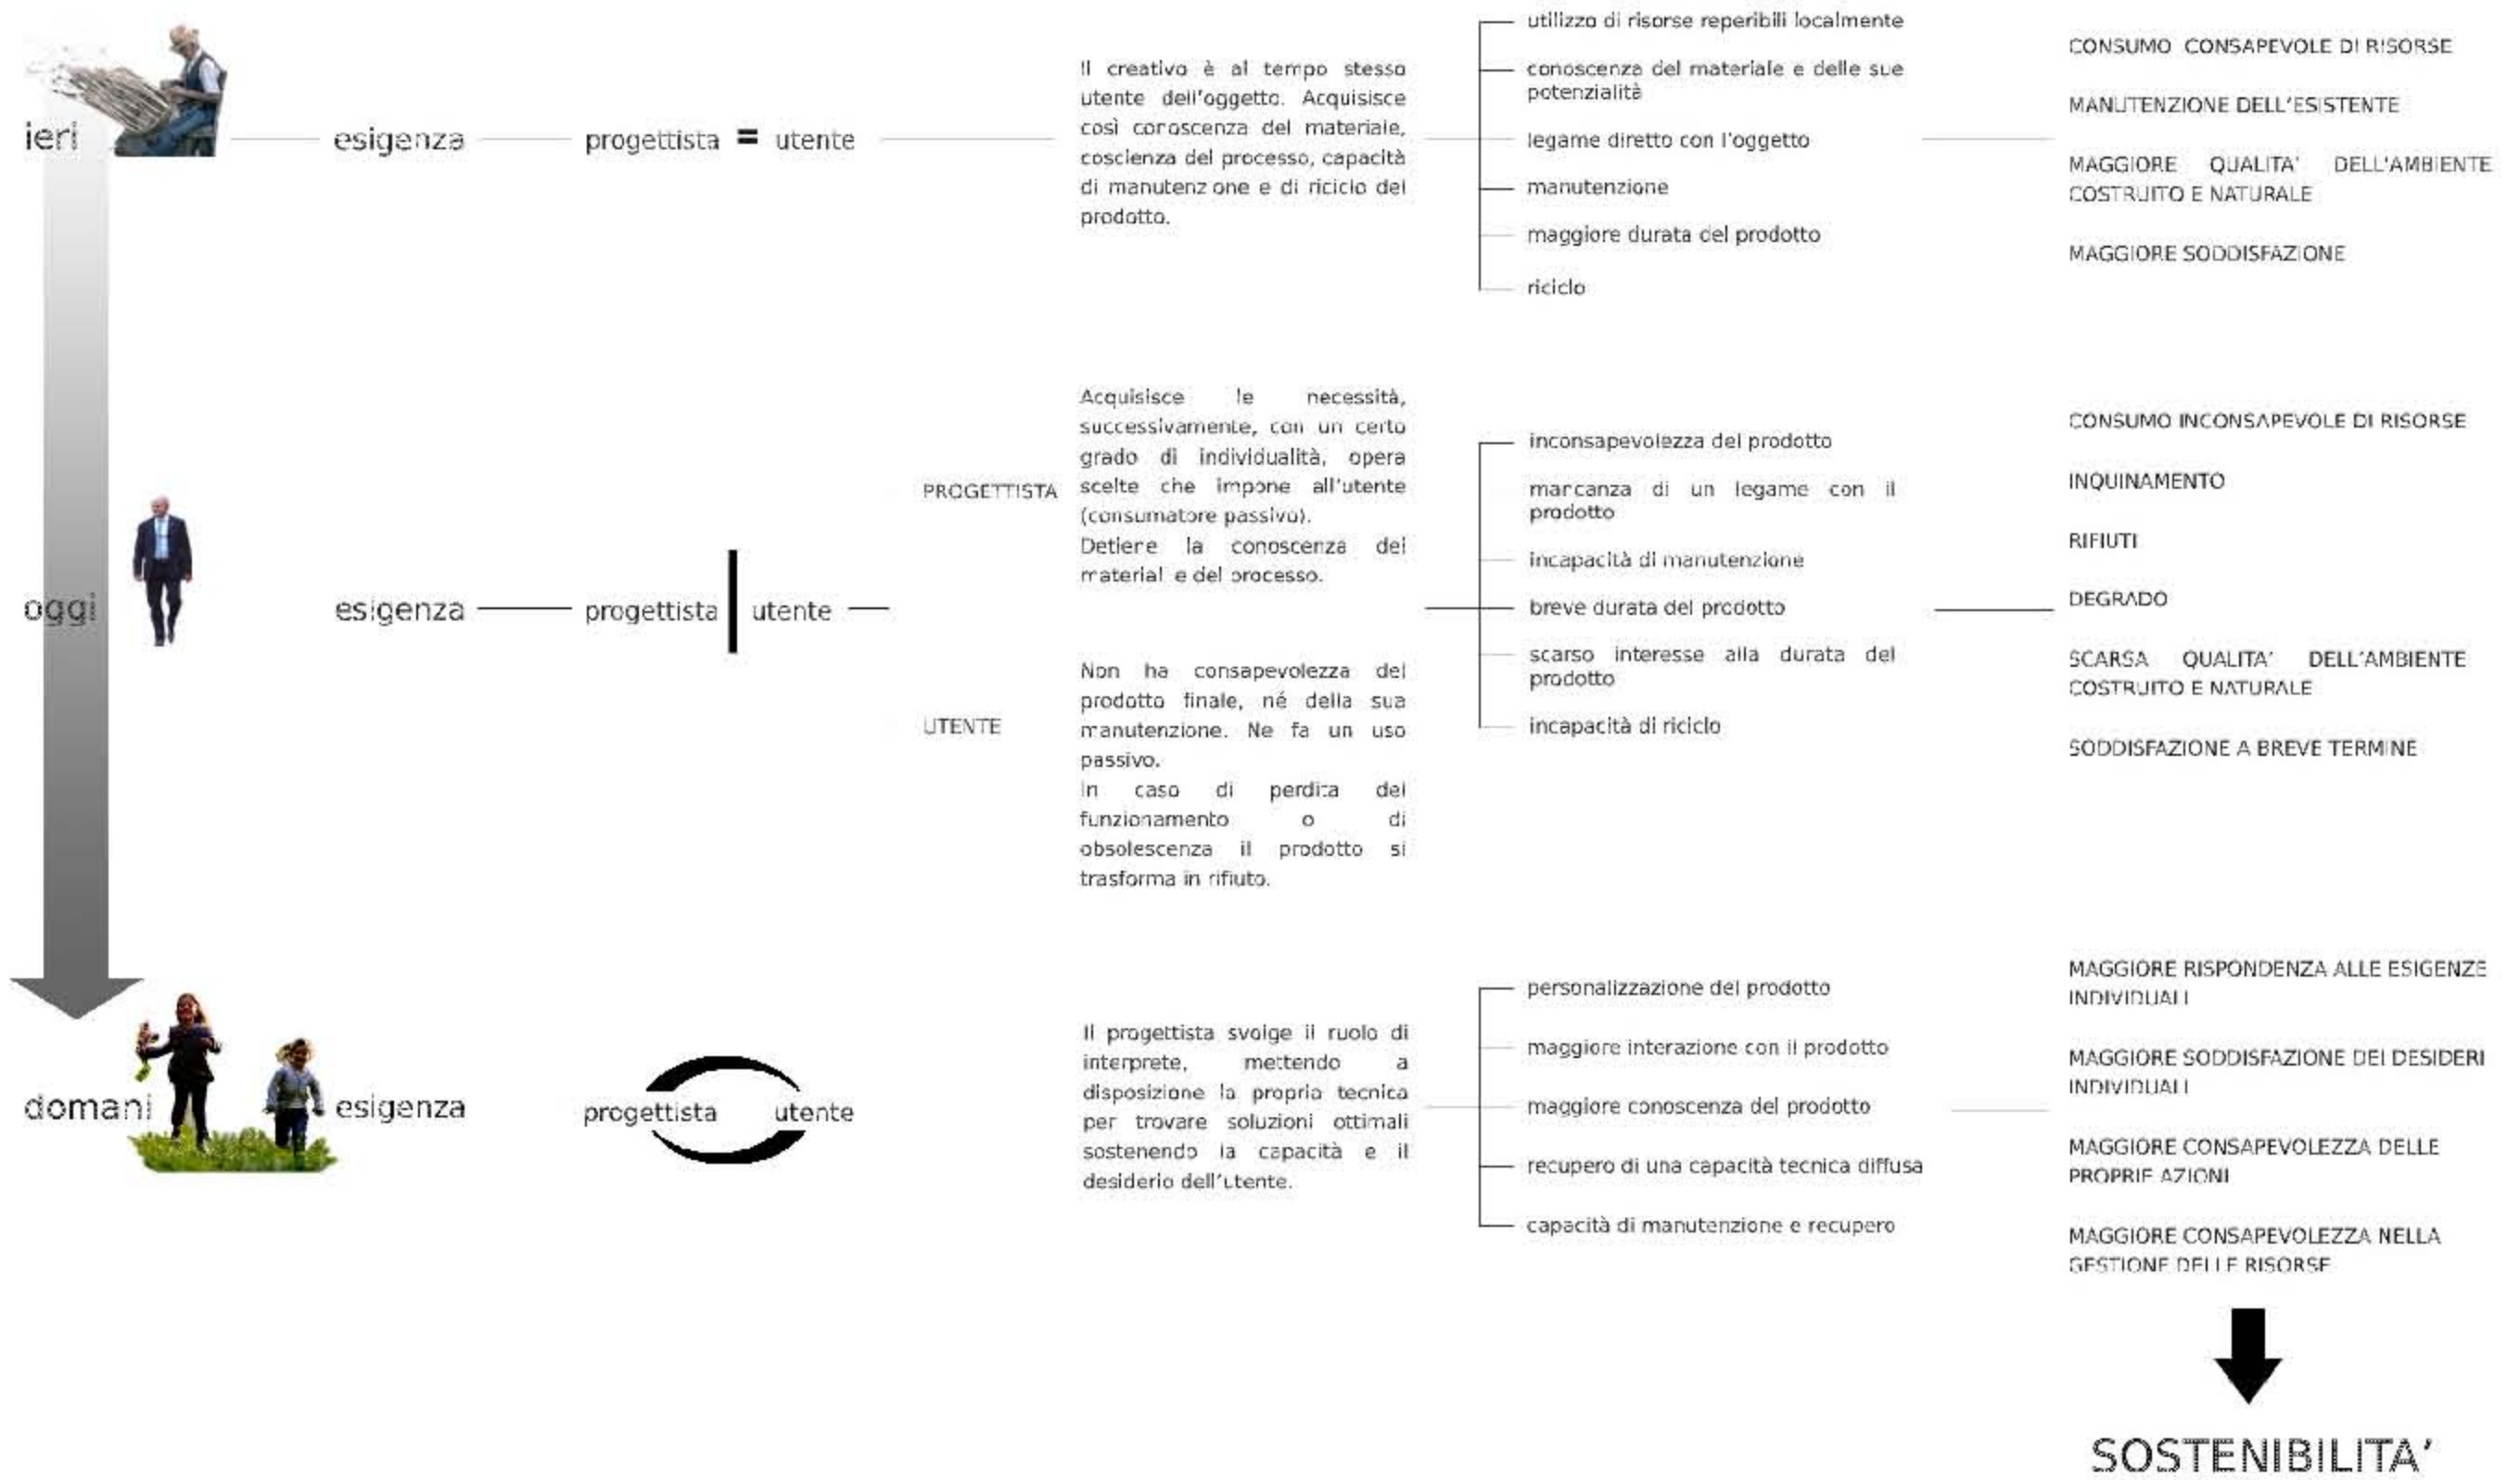 ieri
esigenza
progettista = utente
Il creativo è al tempo stesso
utente dell'oggetto. Acquisisce
così conoscenza del materiale,
coscienza del processo, capacità
di manutenzione e di riciclo del
prodotto.
utilizzo di risorse reperibili localmente
conoscenza del materiale e delle sue
potenzialità
legame diretto con l'oggetto
manutenzione
maggiore durata del prodotto
riciclo
CONSUMO CONSAPEVOLE DI RISORSE
MANUTENZIONE DELL'ESISTENTE
MAGGIORE QUALITA' DELL'AMBIENTE
COSTRUITO E NATURALE
MAGGIORE SODDISFAZIONE
oggi
esigenza
progettista | utente
PROGETTISTA
Acquisisce le necessità,
successivamente, con un certo
grado di individualità, opera
scelte che impone all'utente
(consumatore passivo).
Detiene la conoscenza dei
materiali e del processo.
UTENTE
Non ha consapevolezza del
prodotto finale, né della sua
manutenzione. Ne fa un uso
passivo.
In caso di perdita del
funzionamento o di
obsolescenza il prodotto si
trasforma in rifiuto.
inconsapevolezza del prodotto
mancanza di un legame con il
prodotto
incapacità di manutenzione
breve durata del prodotto
scarso interesse alla durata del
prodotto
incapacità di riciclo
CONSUMO INCONSAPEVOLE DI RISORSE
INQUINAMENTO
RIFIUTI
DEGRADO
SCARSA QUALITA' DELL'AMBIENTE
COSTRUITO E NATURALE
SODDISFAZIONE A BREVE TERMINE
domani
esigenza
progettista utente
Il progettista svolge il ruolo di
interprete, mettendo a
disposizione la propria tecnica
per trovare soluzioni ottimali
sostenendo la capacità e il
desiderio dell'utente.
personalizzazione del prodotto
maggiore interazione con il prodotto
maggiore conoscenza del prodotto
recupero di una capacità tecnica diffusa
capacità di manutenzione e recupero
MAGGIORE RISPONDENZA ALLE ESIGENZE
INDIVIDUALI
MAGGIORE SODDISFAZIONE DEI DESIDERI
INDIVIDUALI
MAGGIORE CONSAPEVOLEZZA DELLE
PROPRIE AZIONI
MAGGIORE CONSAPEVOLEZZA NELLA
GESTIONE DELLE RISORSE
SOSTENIBILITA'